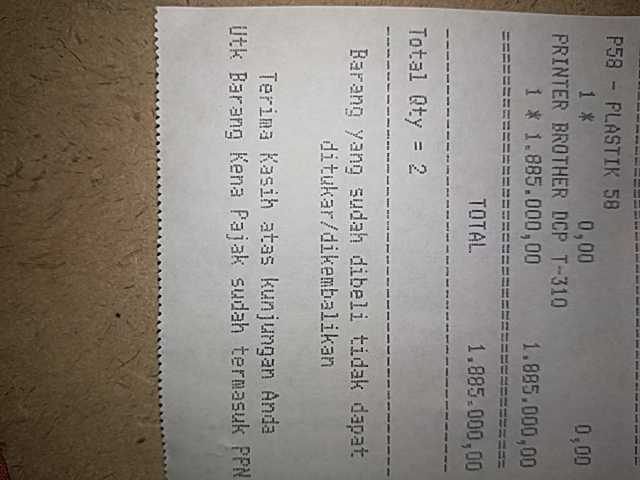 P58 - PLASTIK 58
1 * 0,00 0,00
PRINTER BROTHER DCP T-310
1 * 1.885.000,00 1.885.000,00
================================
TOTAL 1.885.000,00
--------------------------------
Total Qty = 2
--------------------------------
Barang yang sudah dibeli tidak dapat
ditukar/dikembalikan
Terima Kasih atas kunjungan Anda
Utk Barang Kena Pajak sudah termasuk PPN